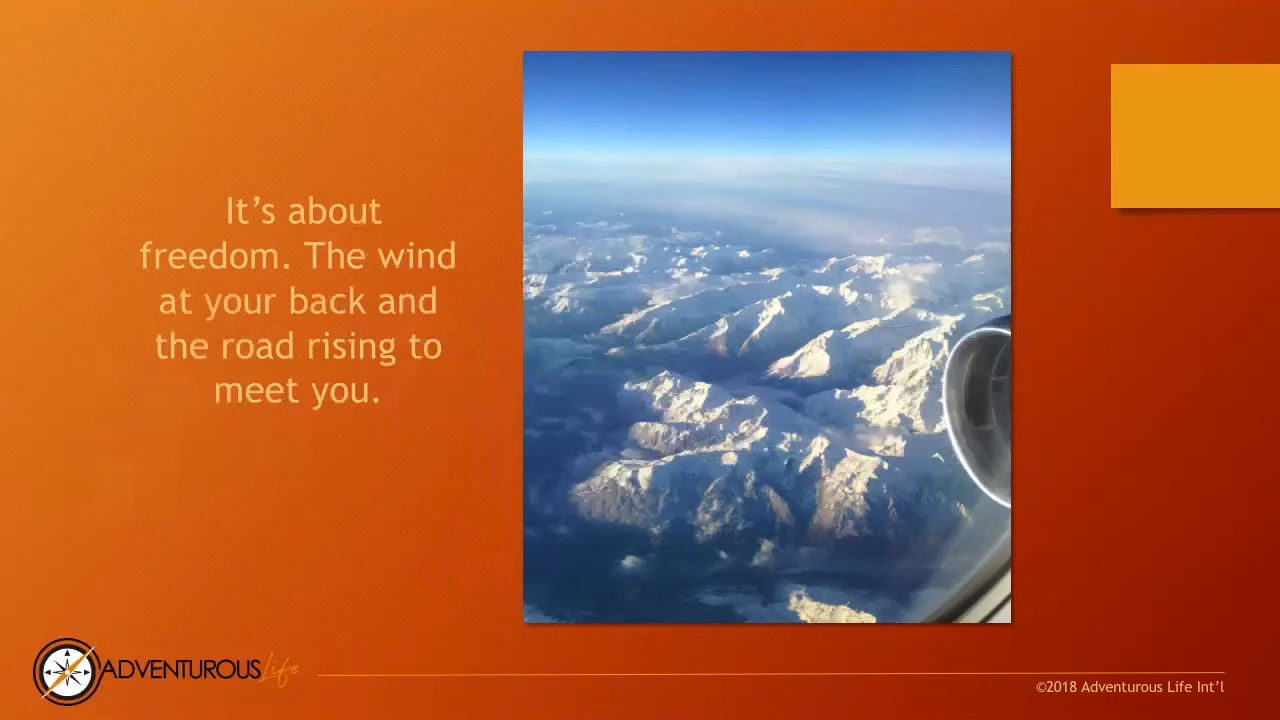 It’s about
freedom. The wind
at your back and
the road rising to
meet you.
ADVENTUROUS Life
©2018 Adventurous Life Int’l